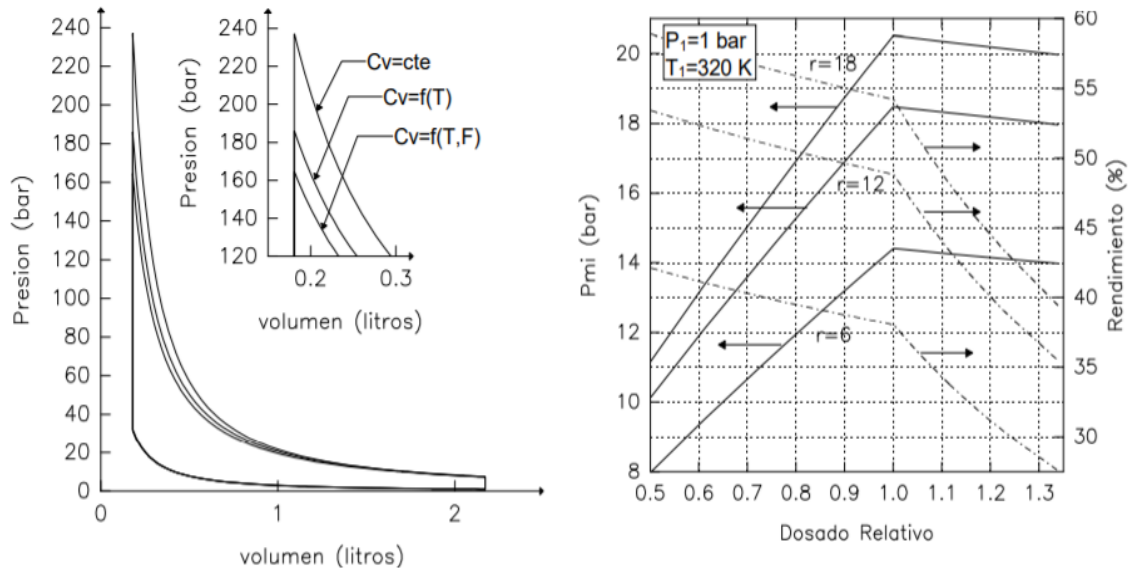 240
220
200
180
160
140
120
100
80
60
40
20
0
Presion (bar)
0
1
2
volumen (litros)
240
220
200
180
160
140
120
Presion (bar)
0.2
0.3
volumen (litros)
Cv=cte
Cv=f(T)
Cv=f(T,F)
20
18
16
14
12
10
8
Pmi (bar)
P₁=1 bar
T₁=320 K
r=18
r=12
r=6
60
55
50
45
40
35
30
Rendimiento (%)
0.5 0.6 0.7 0.8 0.9 1.0 1.1 1.2 1.3
Dosado Relativo